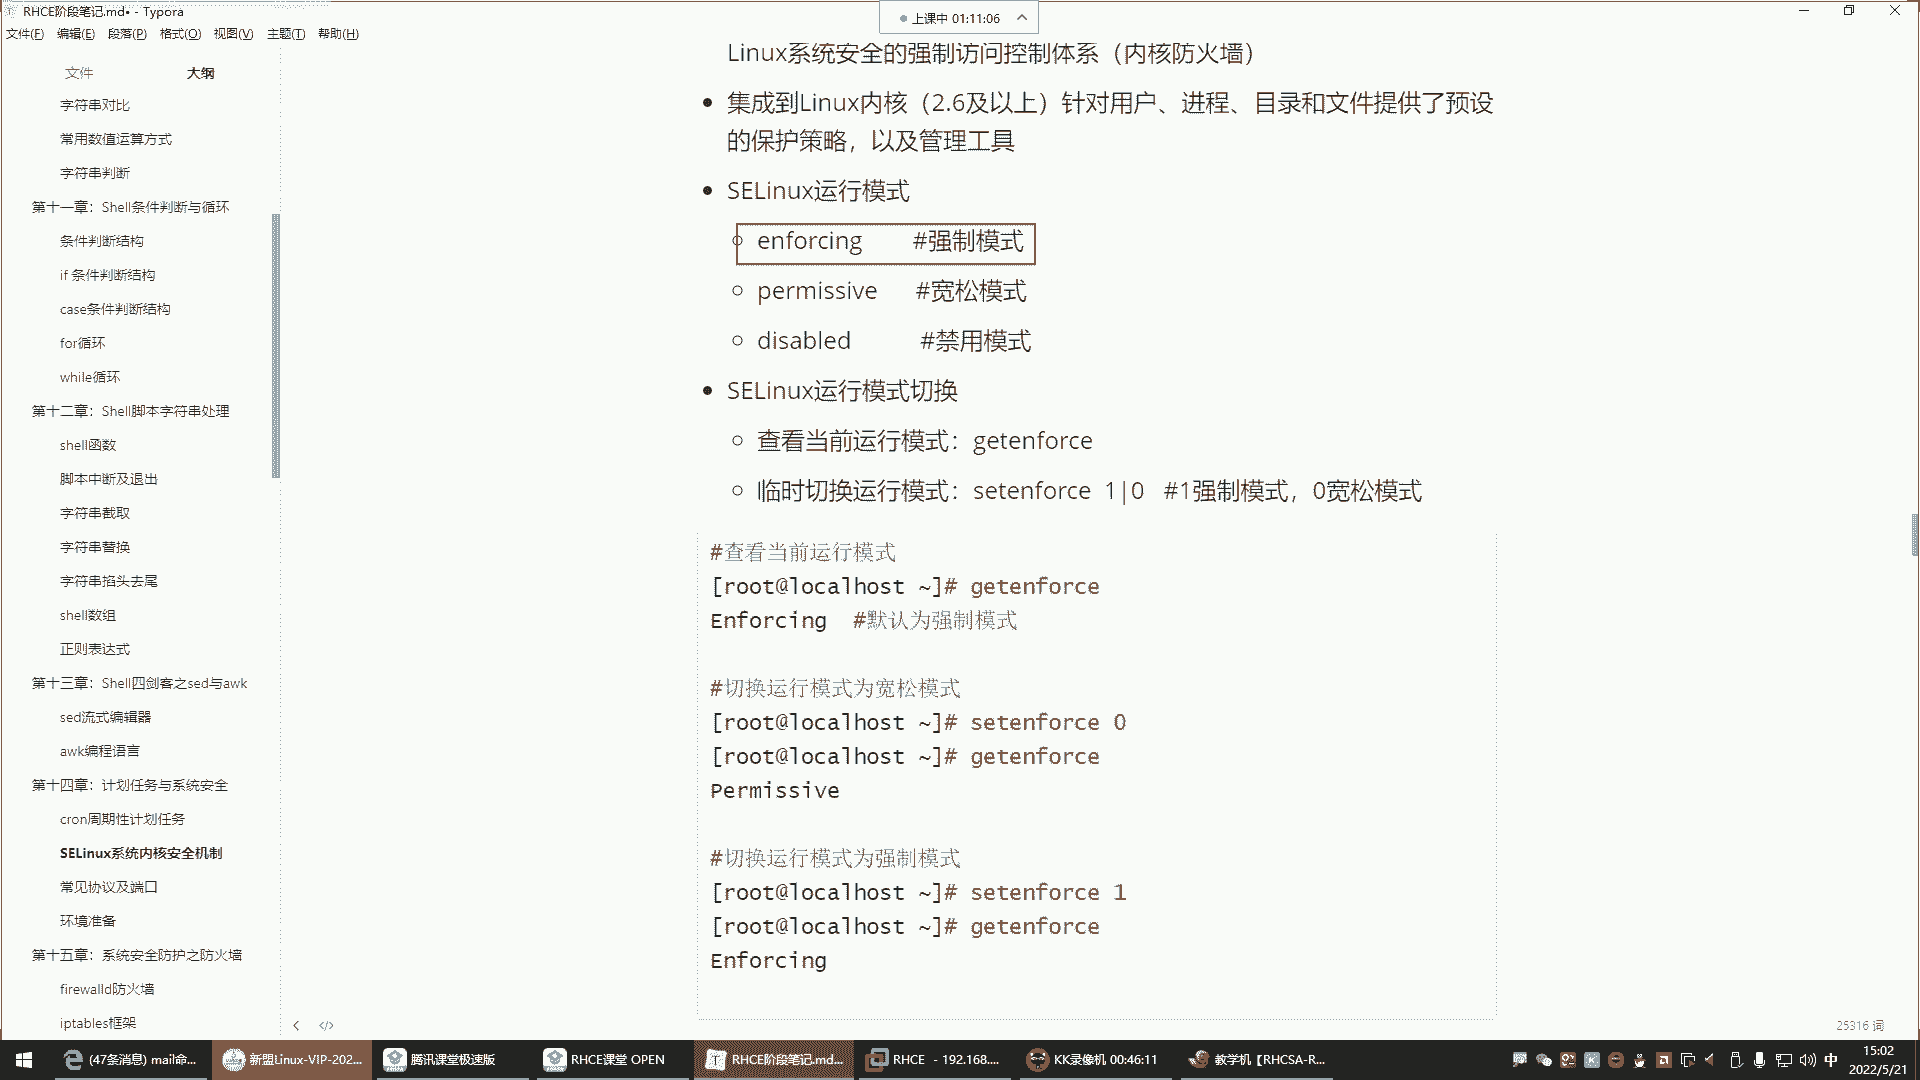 RHCE阶段笔记.md• - Typora
上课中 01:11:06
文件(F) 编辑(E) 段落(P) 格式(O) 视图(V) 主题(T) 帮助(H)
文件 大纲
字符串对比
常用数值运算方式
字符串判断
第十一章：Shell条件判断与循环
条件判断结构
if 条件判断结构
case条件判断结构
for循环
while循环
第十二章：Shell脚本字符串处理
shell函数
脚本中断及退出
字符串截取
字符串替换
字符串掐头去尾
shell数组
正则表达式
第十三章：Shell四剑客之sed与awk
sed流式编辑器
awk编程语言
第十四章：计划任务与系统安全
cron周期性计划任务
SELinux系统内核安全机制
常见协议及端口
环境准备
第十五章：系统安全防护之防火墙
firewalld防火墙
iptables框架
Linux系统安全的强制访问控制体系（内核防火墙）
集成到Linux内核（2.6及以上）针对用户、进程、目录和文件提供了预设
的保护策略，以及管理工具
SELinux运行模式
enforcing #强制模式
permissive #宽松模式
disabled #禁用模式
SELinux运行模式切换
查看当前运行模式：getenforce
临时切换运行模式：setenforce 1|0 #1强制模式，0宽松模式
#查看当前运行模式
[root@localhost ~]# getenforce
Enforcing #默认为强制模式
#切换运行模式为宽松模式
[root@localhost ~]# setenforce 0
[root@localhost ~]# getenforce
Permissive
#切换运行模式为强制模式
[root@localhost ~]# setenforce 1
[root@localhost ~]# getenforce
Enforcing
25316 词
(47条消息) mail命... 新盟Linux-VIP-202... 腾讯课堂极速版 RHCE课堂 OPEN RHCE阶段笔记.md... RHCE - 192.168.... KK录像机 00:46:11 教学机【RHCSA-R...
中
15:02
2022/5/21